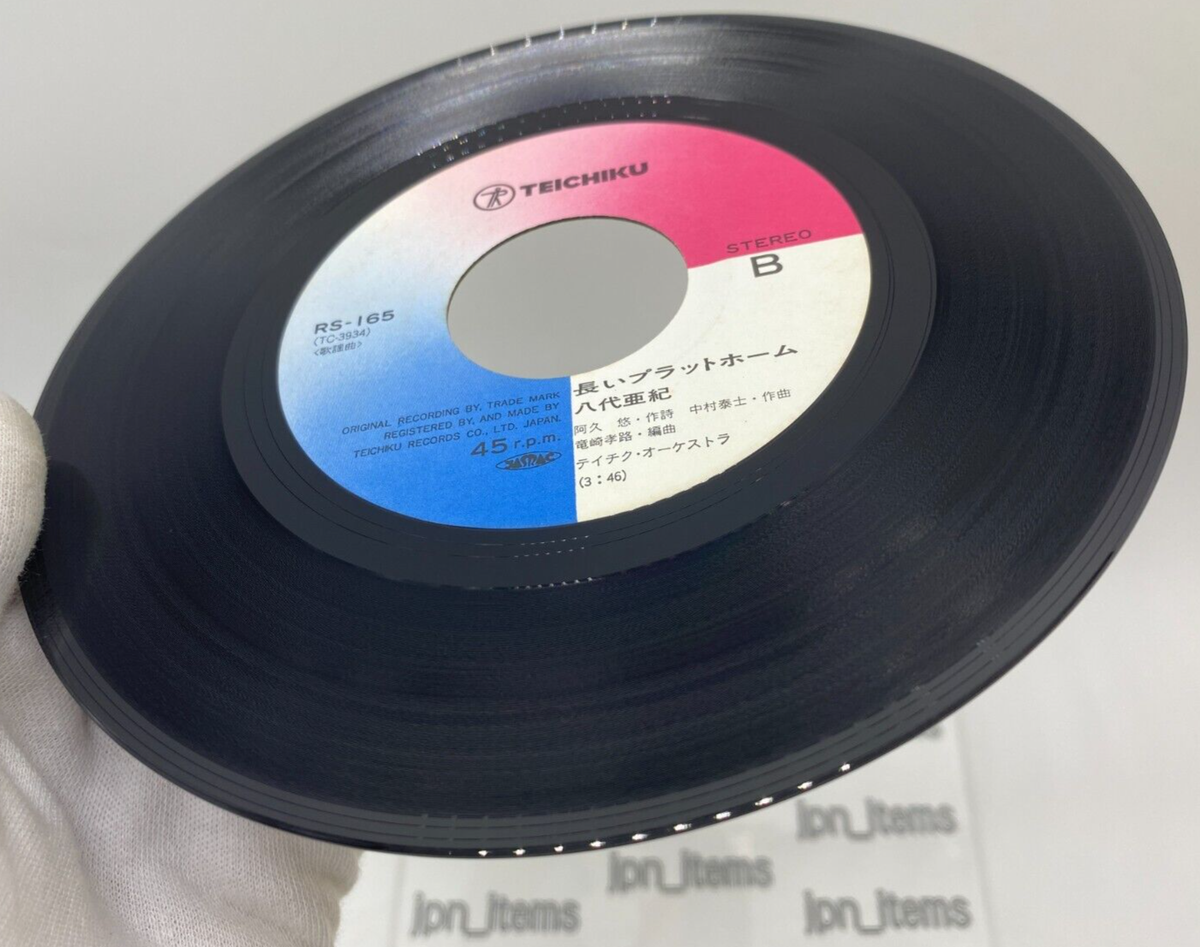 TEICHIKU
STEREO
B
RS-165
(TC-3934)
<歌謡曲>
長いプラットホーム
八代亜紀
阿久 悠・作詩 中村泰士・作曲
竜崎孝路・編曲
テイチク・オーケストラ
(3:46)
ORIGINAL RECORDING BY, TRADE MARK
REGISTERED BY, AND MADE BY
TEICHIKU RECORDS CO., LTD. JAPAN.
45 r.p.m.
JASRAC
jpn_items
jpn_items
jpn_items
jpn_items